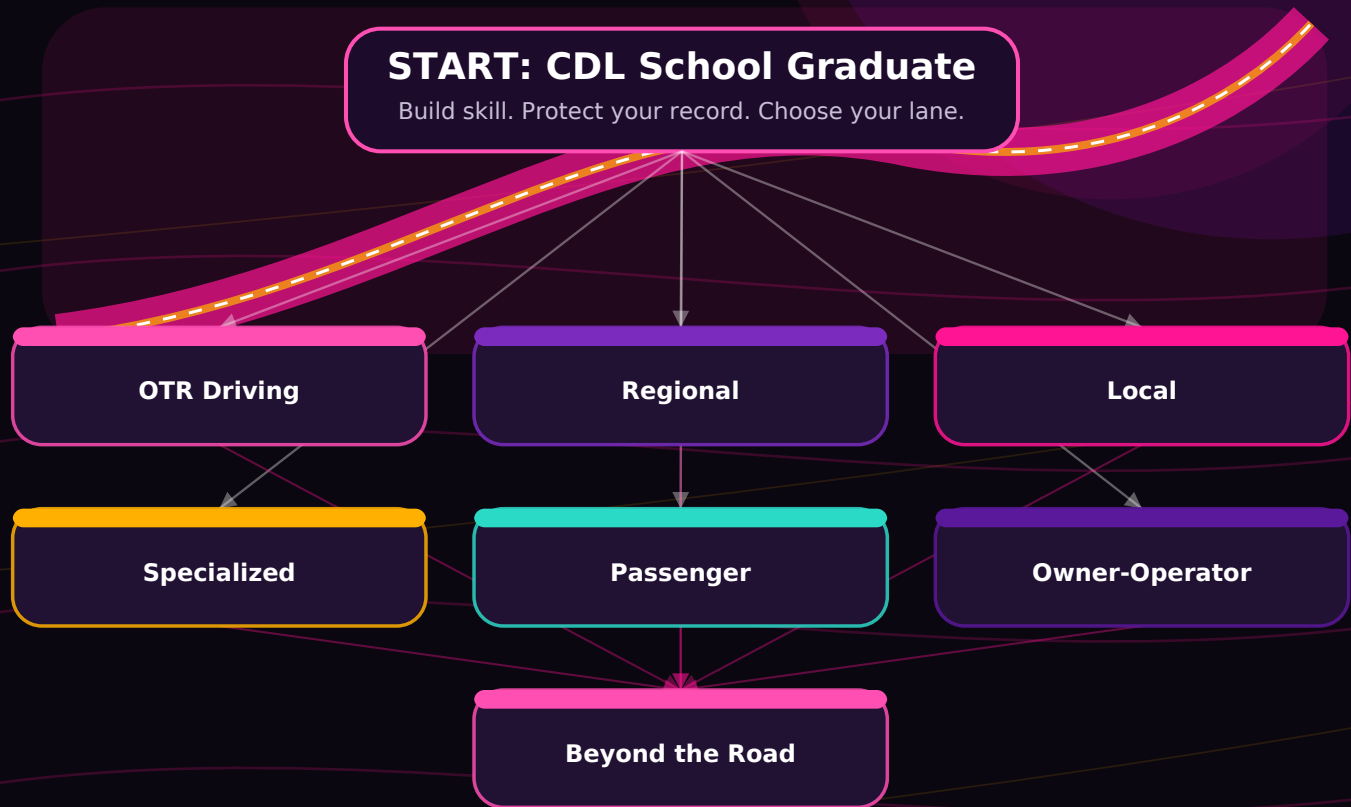 START: CDL School Graduate
Build skill. Protect your record. Choose your lane.
OTR Driving
Regional
Local
Specialized
Passenger
Owner-Operator
Beyond the Road